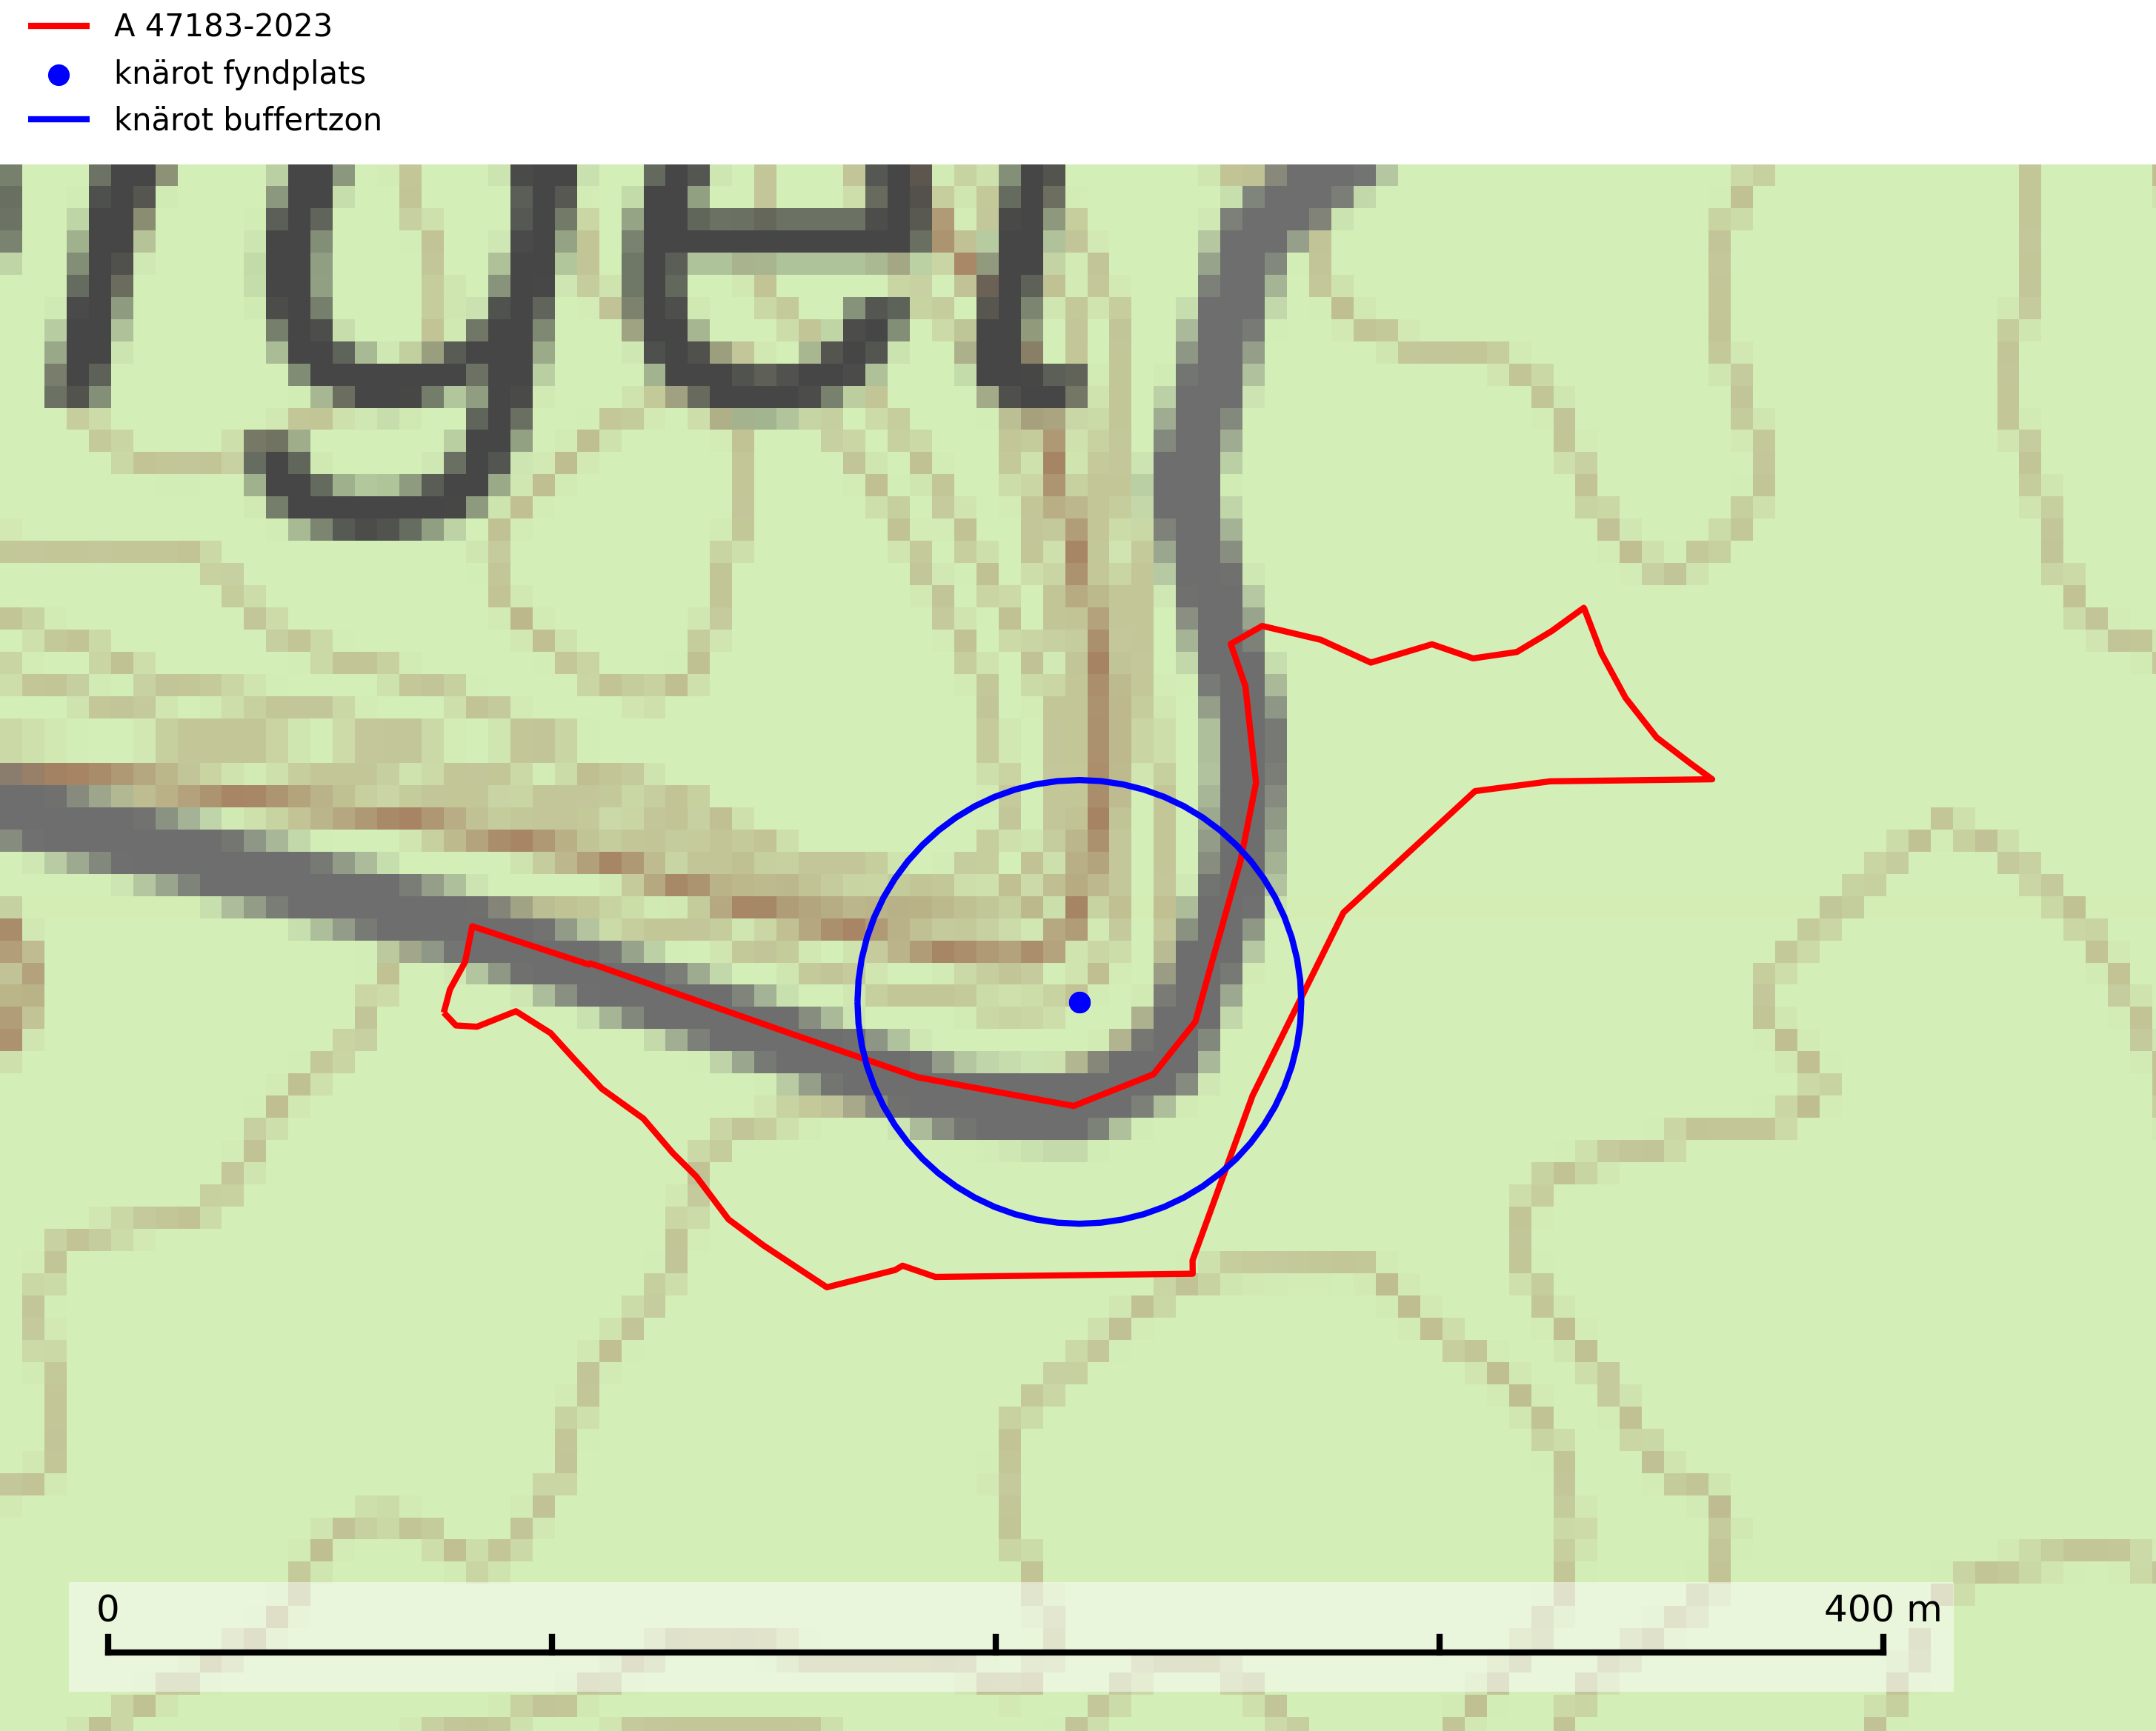 A 47183-2023
knärot fyndplats
knärot buffertzon
0
400 m